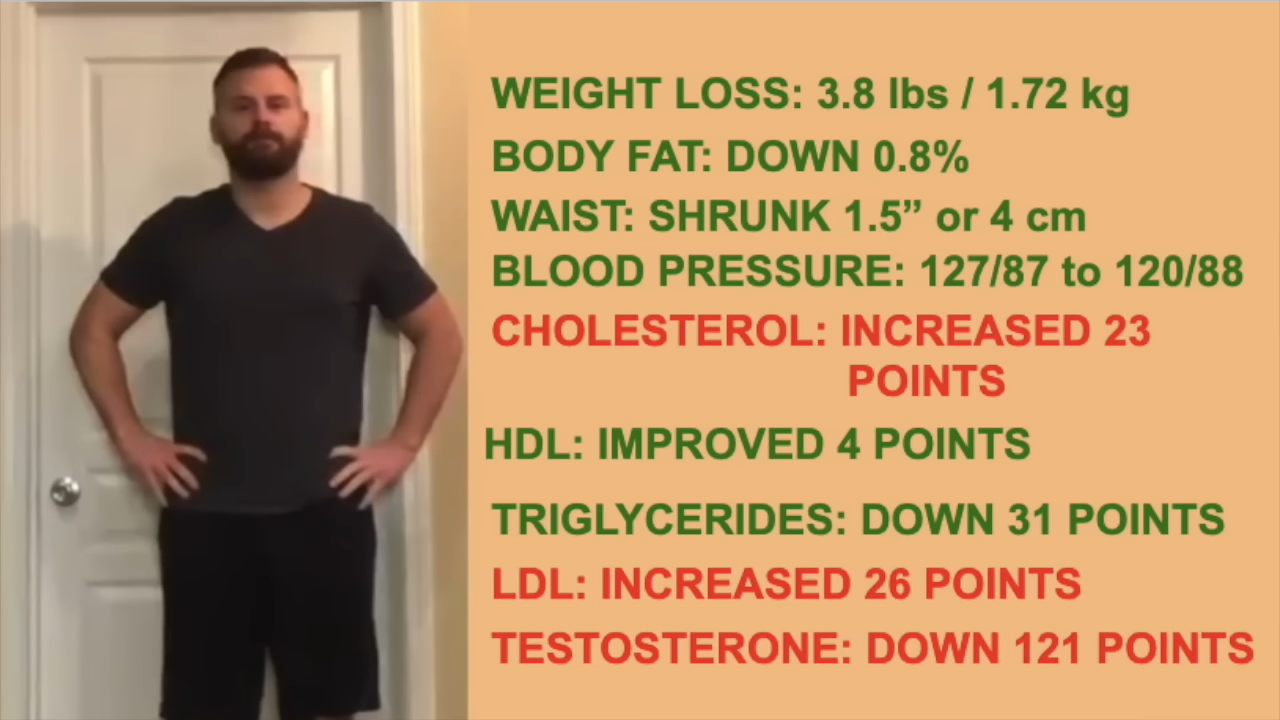 WEIGHT LOSS: 3.8 lbs / 1.72 kg
BODY FAT: DOWN 0.8%
WAIST: SHRUNK 1.5” or 4 cm
BLOOD PRESSURE: 127/87 to 120/88
CHOLESTEROL: INCREASED 23
POINTS
HDL: IMPROVED 4 POINTS
TRIGLYCERIDES: DOWN 31 POINTS
LDL: INCREASED 26 POINTS
TESTOSTERONE: DOWN 121 POINTS